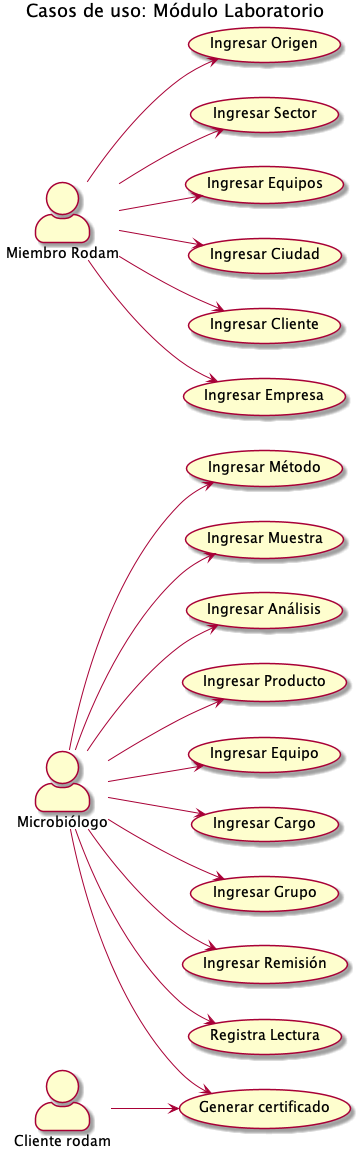 Casos de uso: Módulo Laboratorio
Ingresar Origen
Ingresar Sector
Ingresar Equipos
Miembro Rodam
Ingresar Ciudad
Ingresar Cliente
Ingresar Empresa
Ingresar Método
Ingresar Muestra
Ingresar Análisis
Ingresar Producto
Ingresar Equipo
Microbiólogo
Ingresar Cargo
Ingresar Grupo
Ingresar Remisión
Registra Lectura
Generar certificado
Cliente rodam